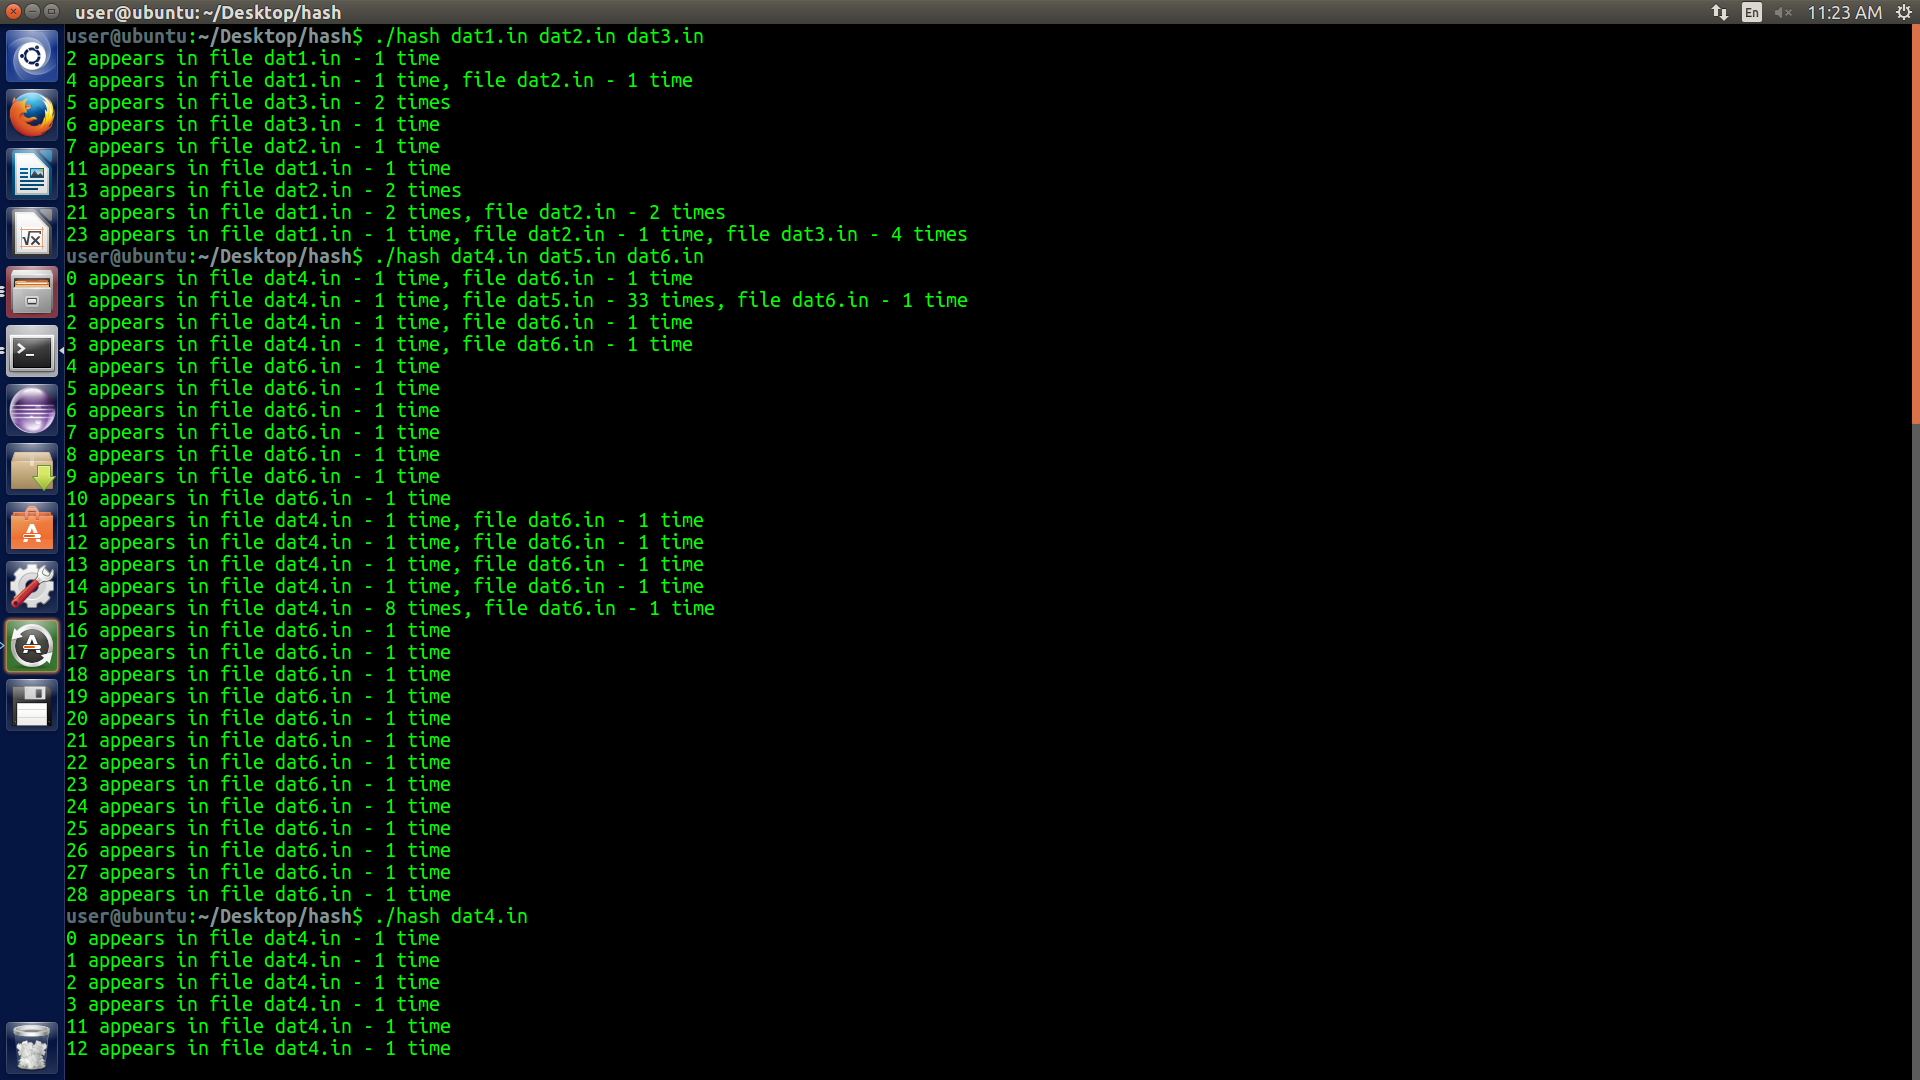 user@ubuntu: ~/Desktop/hash
En
11:23 AM
user@ubuntu:~/Desktop/hash$ ./hash dat1.in dat2.in dat3.in
2 appears in file dat1.in - 1 time
4 appears in file dat1.in - 1 time, file dat2.in - 1 time
5 appears in file dat3.in - 2 times
6 appears in file dat3.in - 1 time
7 appears in file dat2.in - 1 time
11 appears in file dat1.in - 1 time
13 appears in file dat2.in - 2 times
21 appears in file dat1.in - 2 times, file dat2.in - 2 times
23 appears in file dat1.in - 1 time, file dat2.in - 1 time, file dat3.in - 4 times
user@ubuntu:~/Desktop/hash$ ./hash dat4.in dat5.in dat6.in
0 appears in file dat4.in - 1 time, file dat6.in - 1 time
1 appears in file dat4.in - 1 time, file dat5.in - 33 times, file dat6.in - 1 time
2 appears in file dat4.in - 1 time, file dat6.in - 1 time
3 appears in file dat4.in - 1 time, file dat6.in - 1 time
4 appears in file dat6.in - 1 time
5 appears in file dat6.in - 1 time
6 appears in file dat6.in - 1 time
7 appears in file dat6.in - 1 time
8 appears in file dat6.in - 1 time
9 appears in file dat6.in - 1 time
10 appears in file dat6.in - 1 time
11 appears in file dat4.in - 1 time, file dat6.in - 1 time
12 appears in file dat4.in - 1 time, file dat6.in - 1 time
13 appears in file dat4.in - 1 time, file dat6.in - 1 time
14 appears in file dat4.in - 1 time, file dat6.in - 1 time
15 appears in file dat4.in - 8 times, file dat6.in - 1 time
16 appears in file dat6.in - 1 time
17 appears in file dat6.in - 1 time
18 appears in file dat6.in - 1 time
19 appears in file dat6.in - 1 time
20 appears in file dat6.in - 1 time
21 appears in file dat6.in - 1 time
22 appears in file dat6.in - 1 time
23 appears in file dat6.in - 1 time
24 appears in file dat6.in - 1 time
25 appears in file dat6.in - 1 time
26 appears in file dat6.in - 1 time
27 appears in file dat6.in - 1 time
28 appears in file dat6.in - 1 time
user@ubuntu:~/Desktop/hash$ ./hash dat4.in
0 appears in file dat4.in - 1 time
1 appears in file dat4.in - 1 time
2 appears in file dat4.in - 1 time
3 appears in file dat4.in - 1 time
11 appears in file dat4.in - 1 time
12 appears in file dat4.in - 1 time